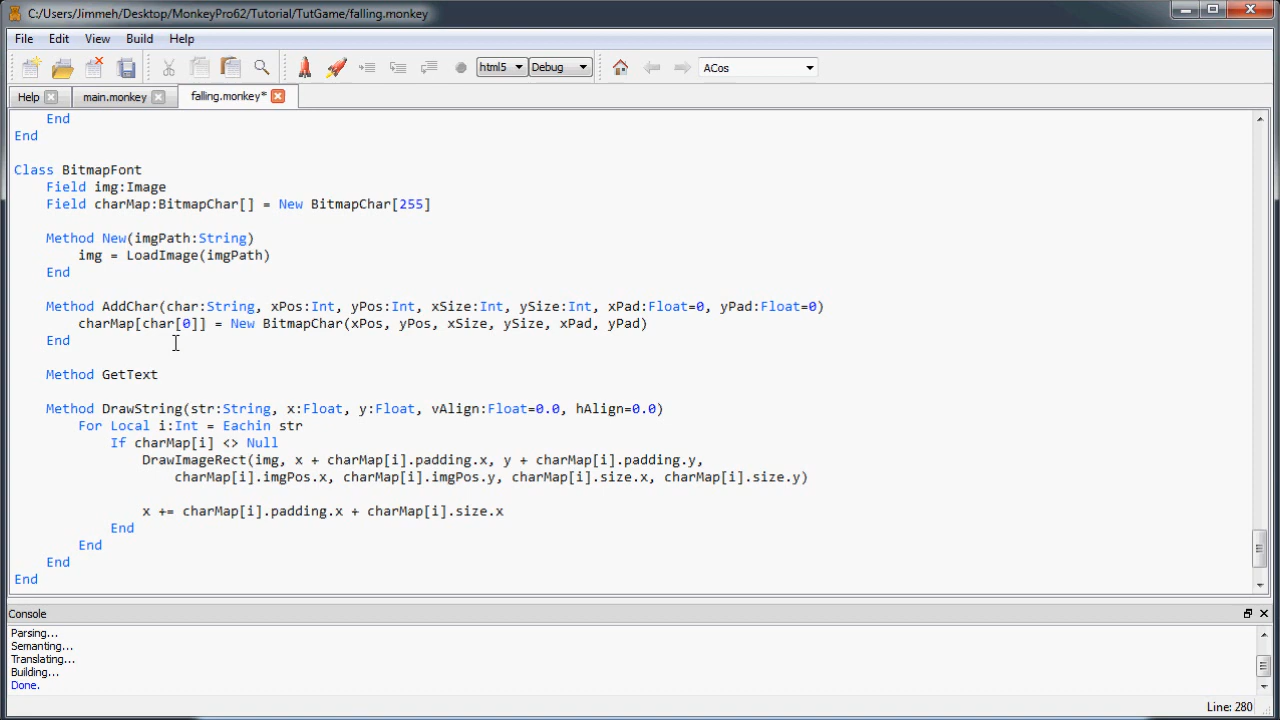 C:/Users/Jimmeh/Desktop/MonkeyPro62/Tutorial/TutGame/falling.monkey
File Edit View Build Help
html5 Debug ACos
Help main.monkey falling.monkey*
    End
End
Class BitmapFont
    Field img:Image
    Field charMap:BitmapChar[] = New BitmapChar[255]
    Method New(imgPath:String)
        img = LoadImage(imgPath)
    End
    Method AddChar(char:String, xPos:Int, yPos:Int, xSize:Int, ySize:Int, xPad:Float=0, yPad:Float=0)
        charMap[char[0]] = New BitmapChar(xPos, yPos, xSize, ySize, xPad, yPad)
    End
    Method GetText
    Method DrawString(str:String, x:Float, y:Float, vAlign:Float=0.0, hAlign=0.0)
        For Local i:Int = Eachin str
            If charMap[i] <> Null
                DrawImageRect(img, x + charMap[i].padding.x, y + charMap[i].padding.y,
                    charMap[i].imgPos.x, charMap[i].imgPos.y, charMap[i].size.x, charMap[i].size.y)
                x += charMap[i].padding.x + charMap[i].size.x
            End
        End
    End
End
Console
Parsing...
Semanting...
Translating...
Building...
Done.
Line: 280